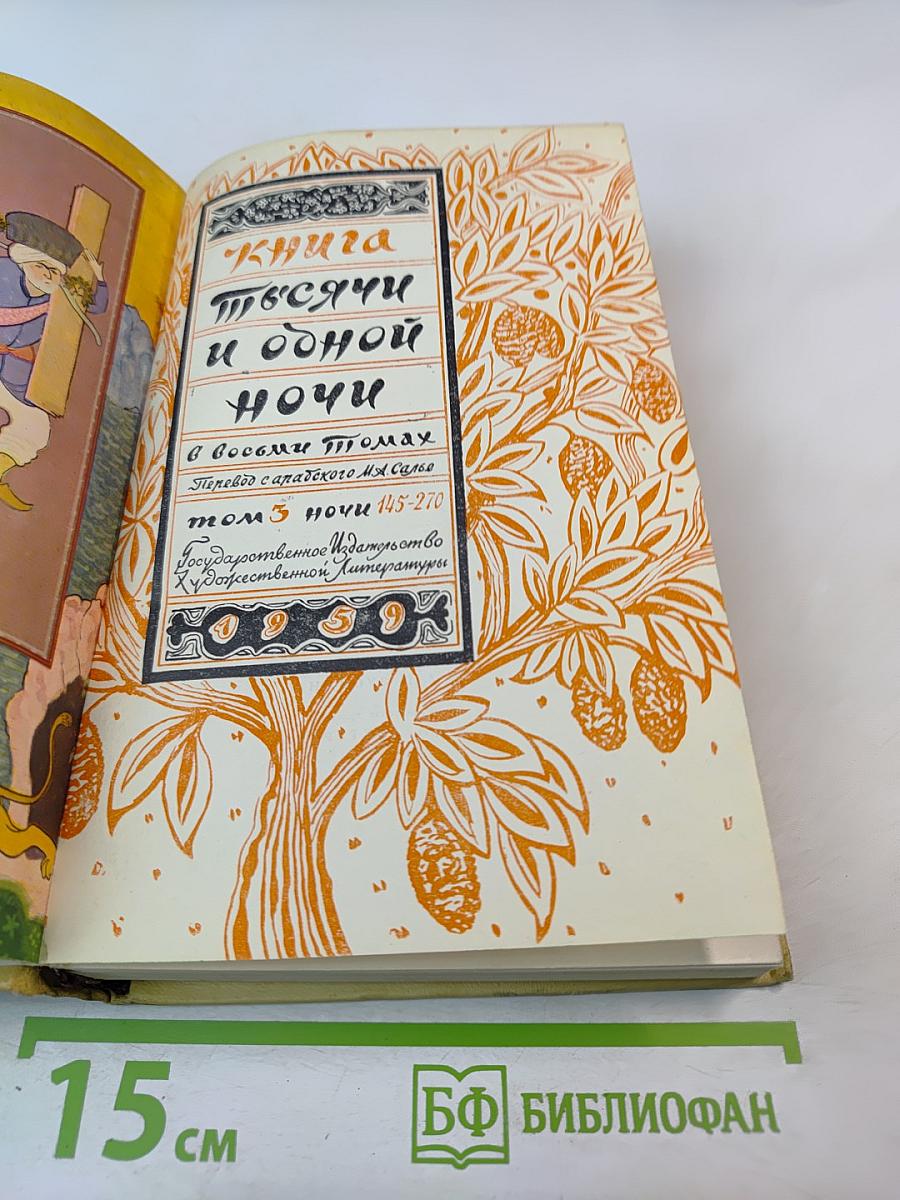 книга
тысячи
и одной
ночи
в восьми томах
Перевод с арабского М.А. Салье
том 3 ночи 145-270
Государственное Издательство
Художественной Литературы
1959
15 см
БФ БИБЛИОФАН